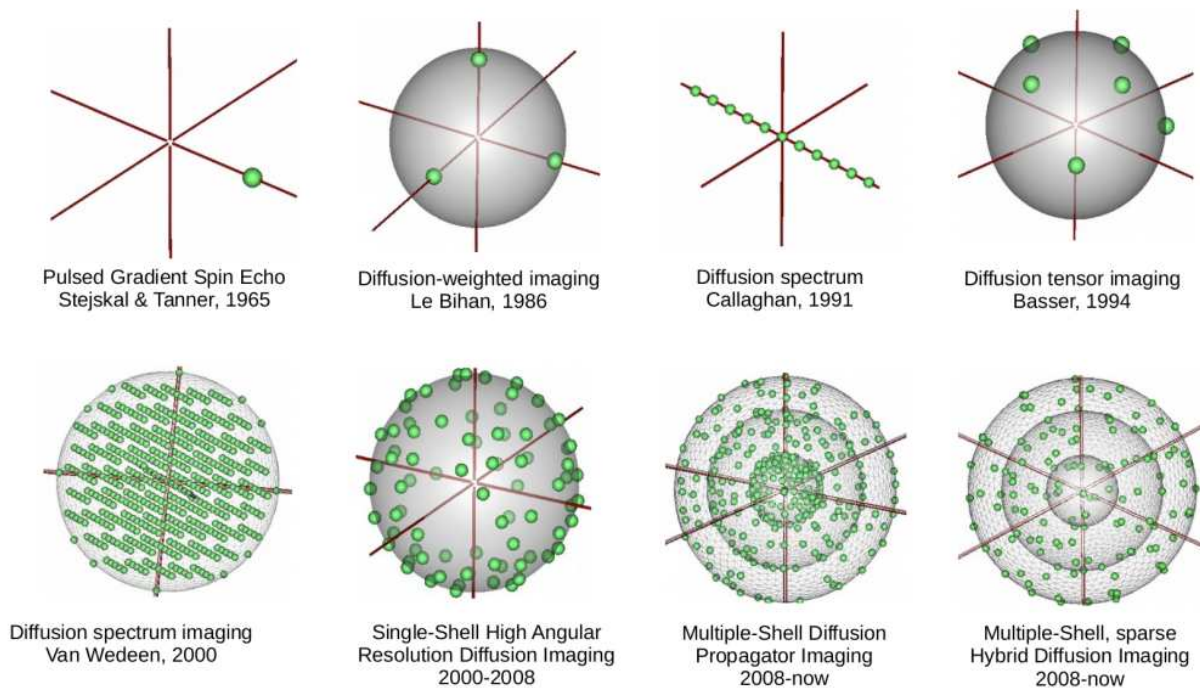 Pulsed Gradient Spin Echo
Stejskal & Tanner, 1965
Diffusion-weighted imaging
Le Bihan, 1986
Diffusion spectrum
Callaghan, 1991
Diffusion tensor imaging
Basser, 1994
Diffusion spectrum imaging
Van Wedeen, 2000
Single-Shell High Angular
Resolution Diffusion Imaging
2000-2008
Multiple-Shell Diffusion
Propagator Imaging
2008-now
Multiple-Shell, sparse
Hybrid Diffusion Imaging
2008-now